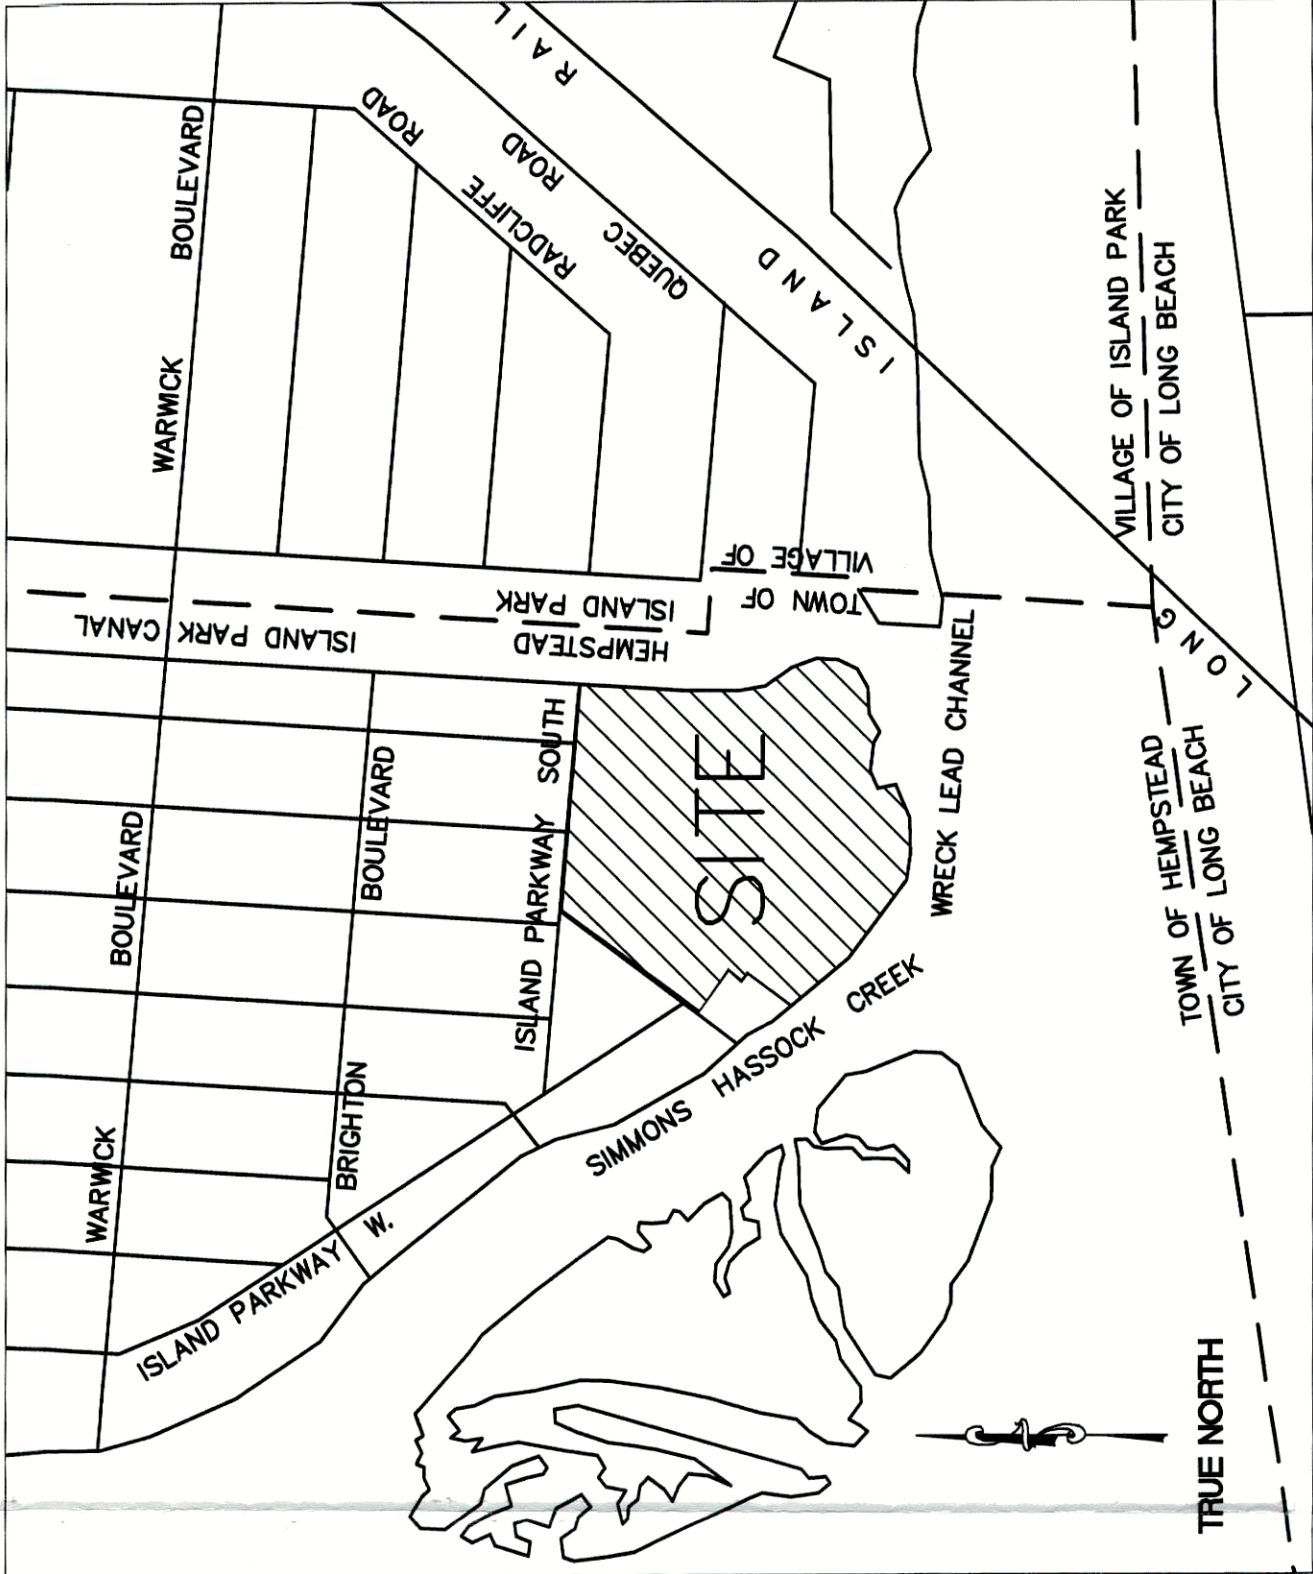 RAIL
ISLAND
LONG
QUEBEC ROAD
RADCLIFFE ROAD
WARWICK BOULEVARD
VILLAGE OF
ISLAND PARK
TOWN OF
HEMPSTEAD
ISLAND PARK CANAL
VILLAGE OF ISLAND PARK
CITY OF LONG BEACH
WARWICK BOULEVARD
BRIGHTON BOULEVARD
ISLAND PARKWAY SOUTH
SITE
WRECK LEAD CHANNEL
TOWN OF HEMPSTEAD
CITY OF LONG BEACH
SIMMONS HASSOCK CREEK
ISLAND PARKWAY W.
TRUE NORTH